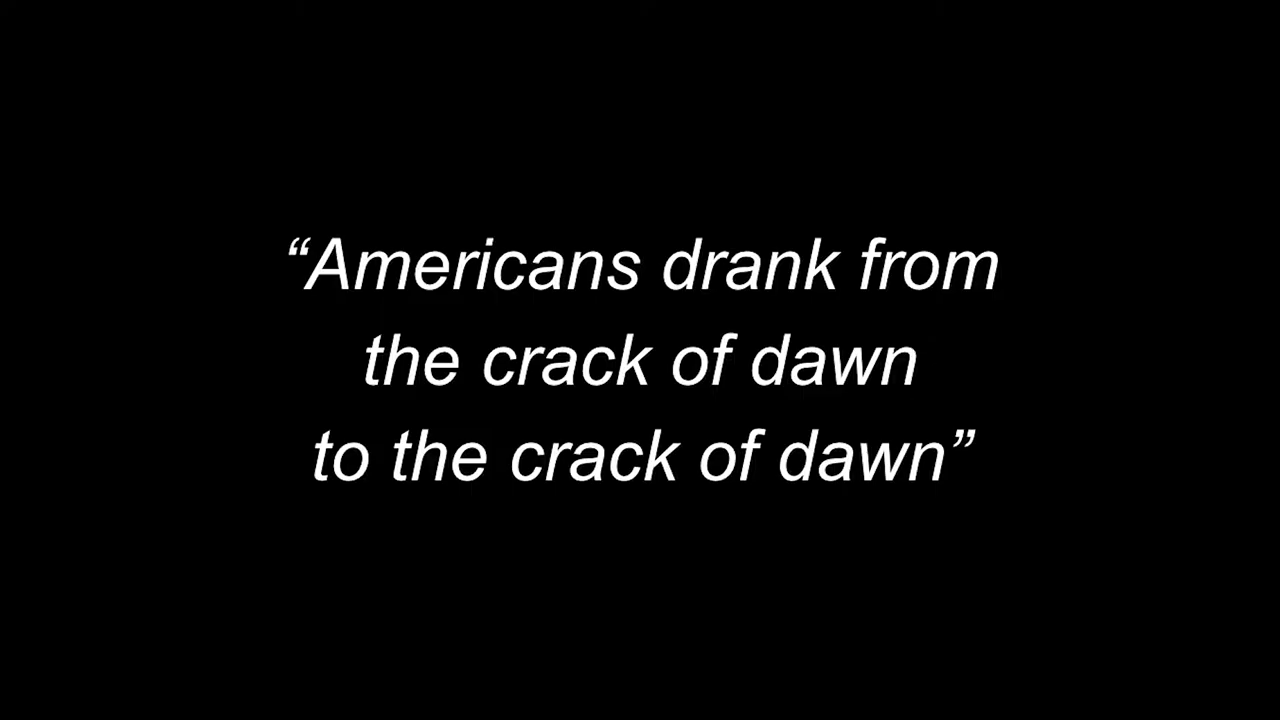 “Americans drank from
the crack of dawn
to the crack of dawn”